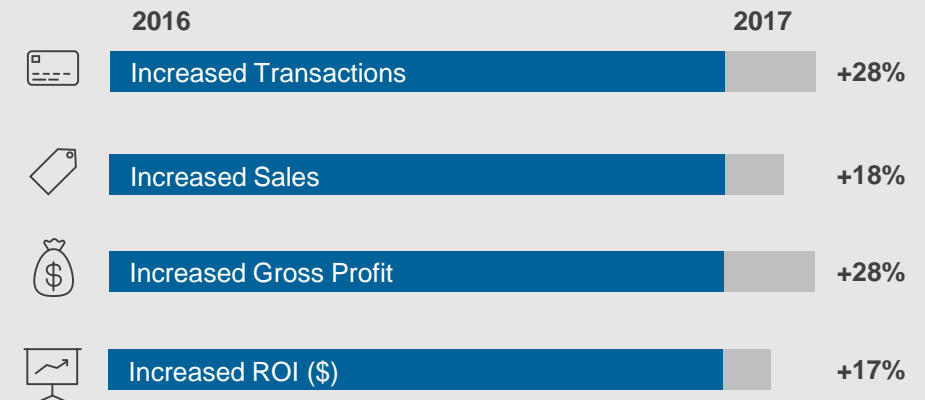 2016 2017
Increased Transactions +28%
Increased Sales +18%
$ Increased Gross Profit +28%
Increased ROI ($) +17%